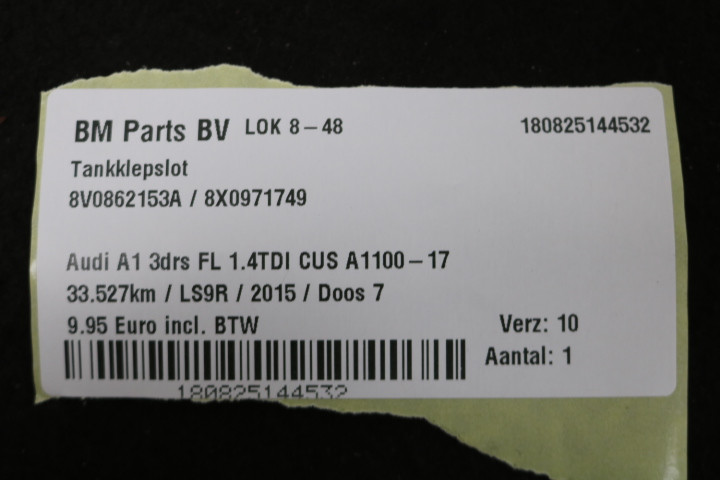 BM Parts BV LOK 8-48 180825144532
Tankklepslot
8V0862153A / 8X0971749
Audi A1 3drs FL 1.4TDI CUS A1100-17
33.527km / LS9R / 2015 / Doos 7
9.95 Euro incl. BTW Verz: 10
Aantal: 1
180825144532